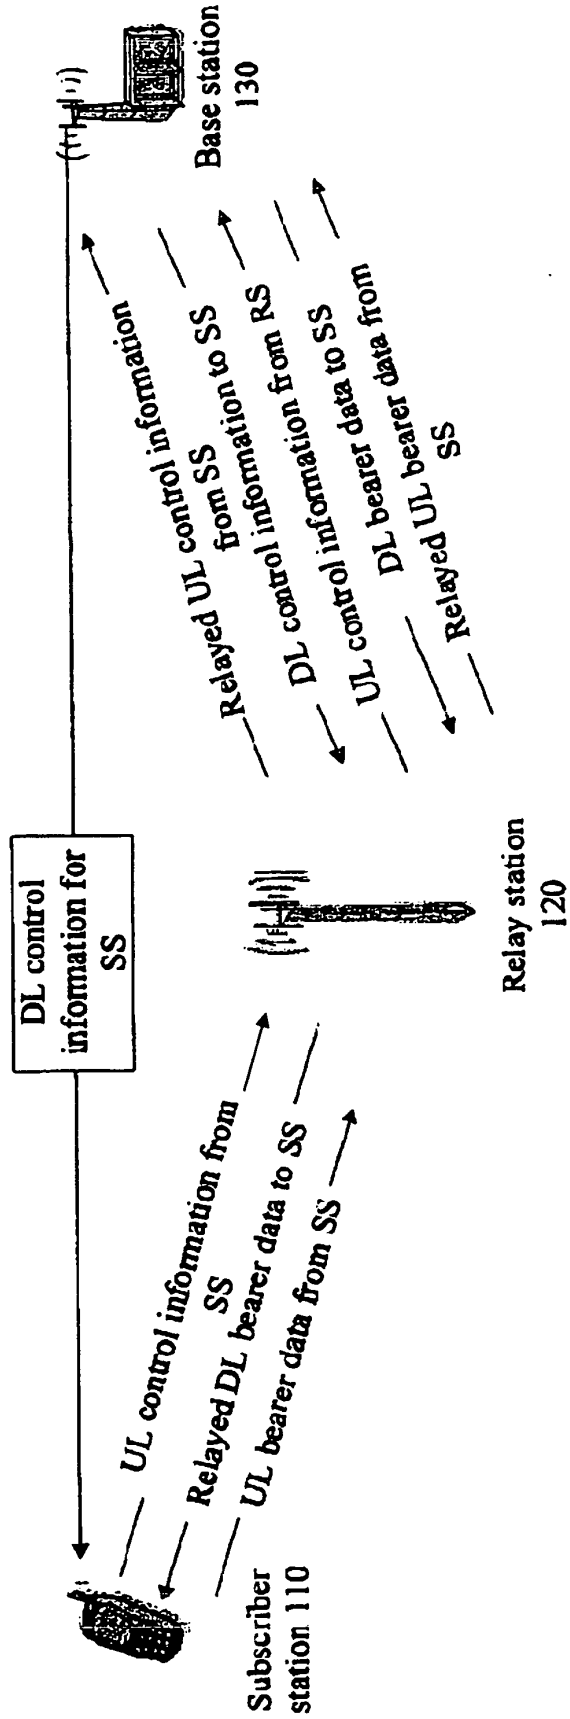 DL control
information for
SS
Base station
130
Subscriber
station 110
Relay station
120
UL control information from
SS
Relayed DL bearer data to SS
UL bearer data from SS
Relayed UL control information
from SS
DL control information to SS
UL control information from RS
DL bearer data to SS
Relayed UL bearer data from
SS